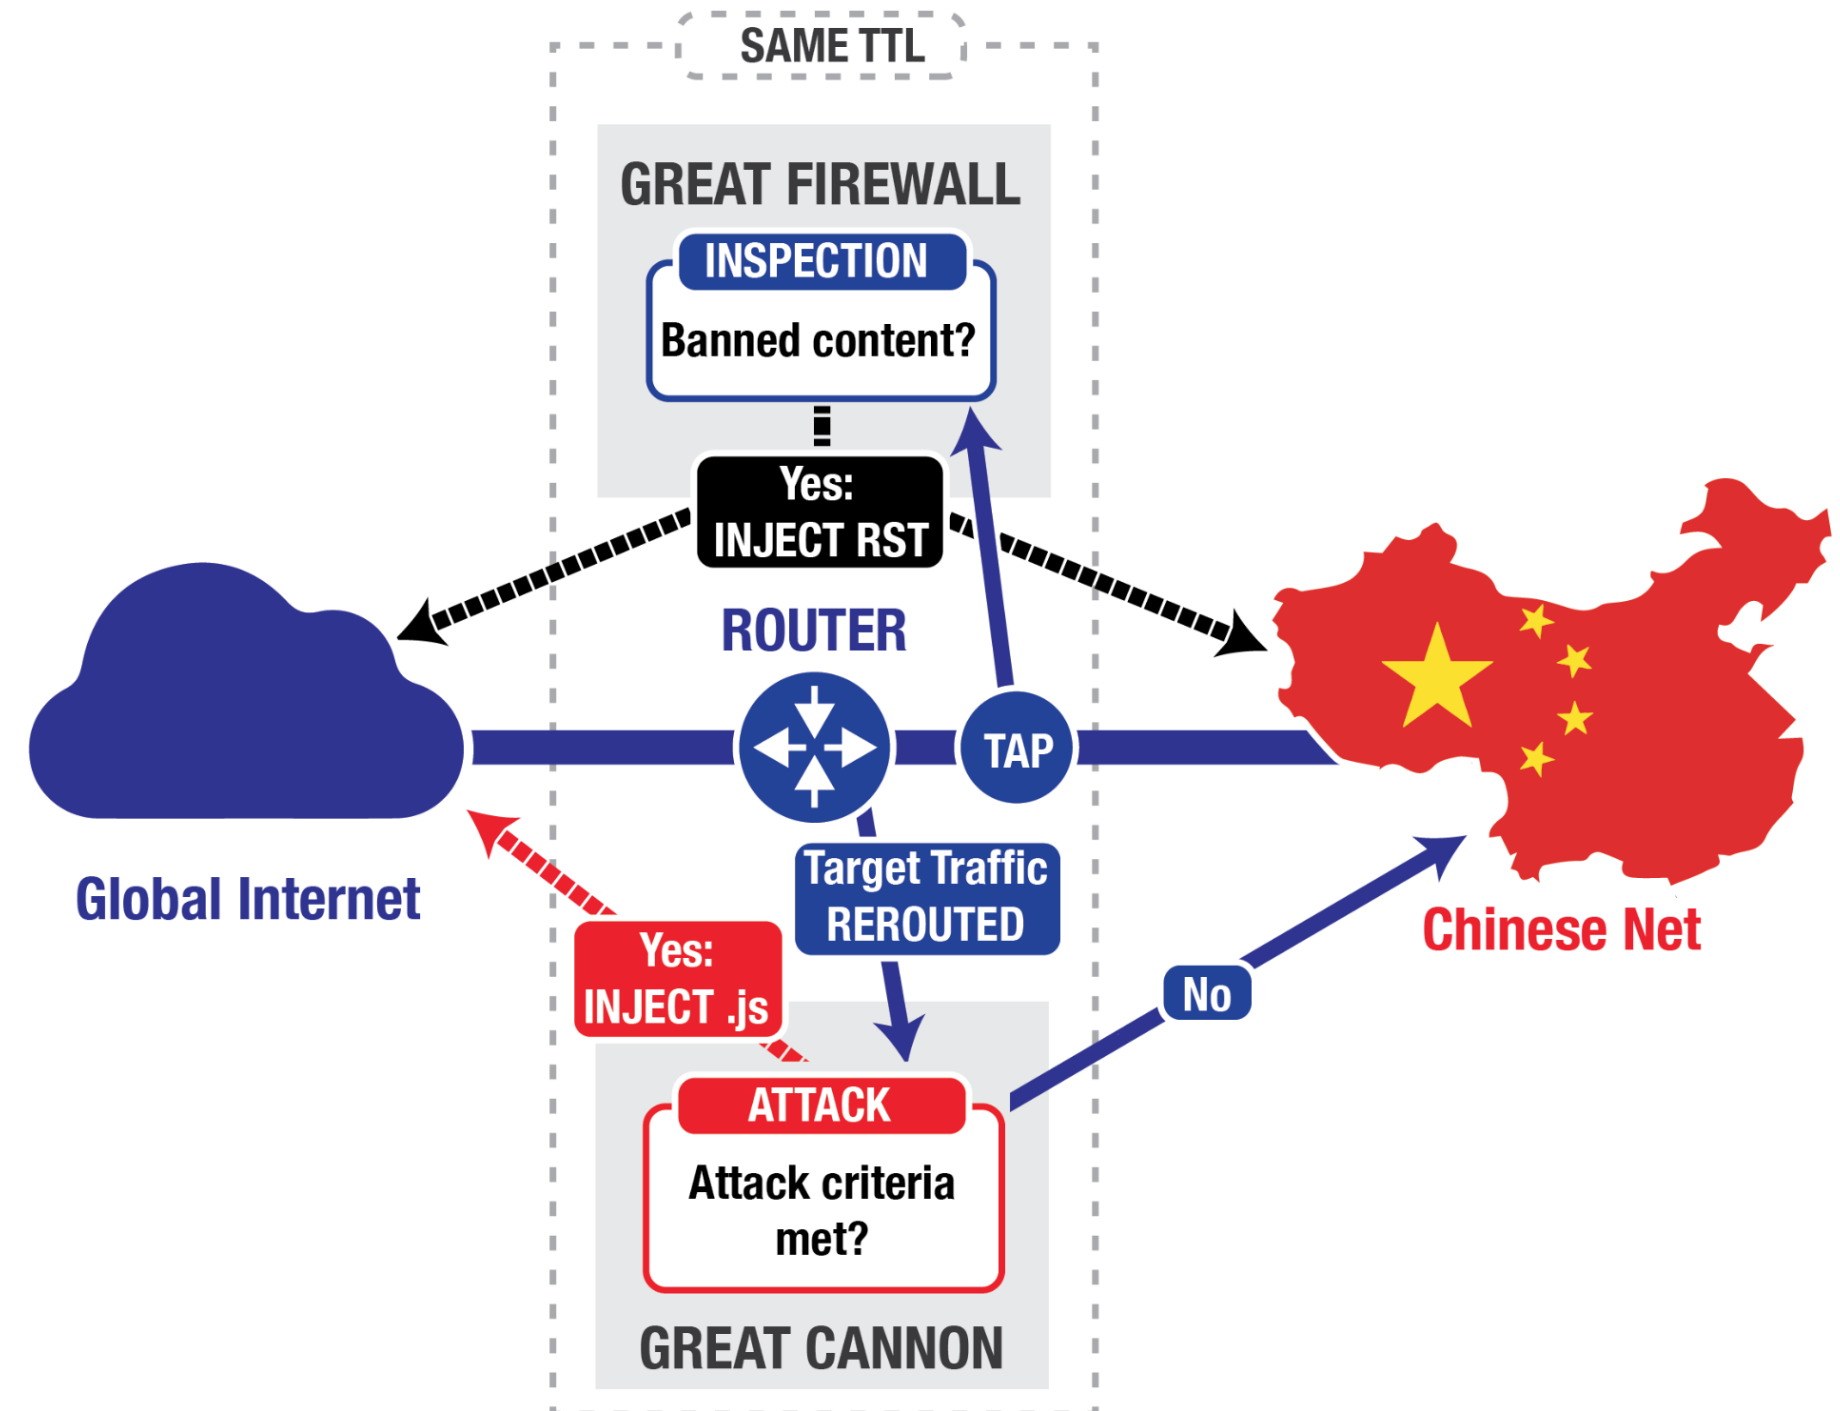 SAME TTL
GREAT FIREWALL
INSPECTION
Banned content?
Yes:
INJECT RST
ROUTER
TAP
Target Traffic
REROUTED
Global Internet
Chinese Net
Yes:
INJECT .js
No
ATTACK
Attack criteria
met?
GREAT CANNON